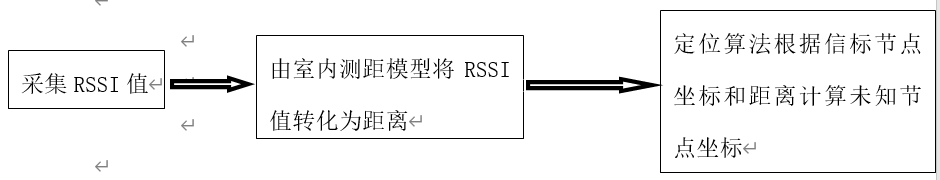 采集 RSSI 值
由室内测距模型将 RSSI
值转化为距离
定位算法根据信标节点
坐标和距离计算未知节
点坐标